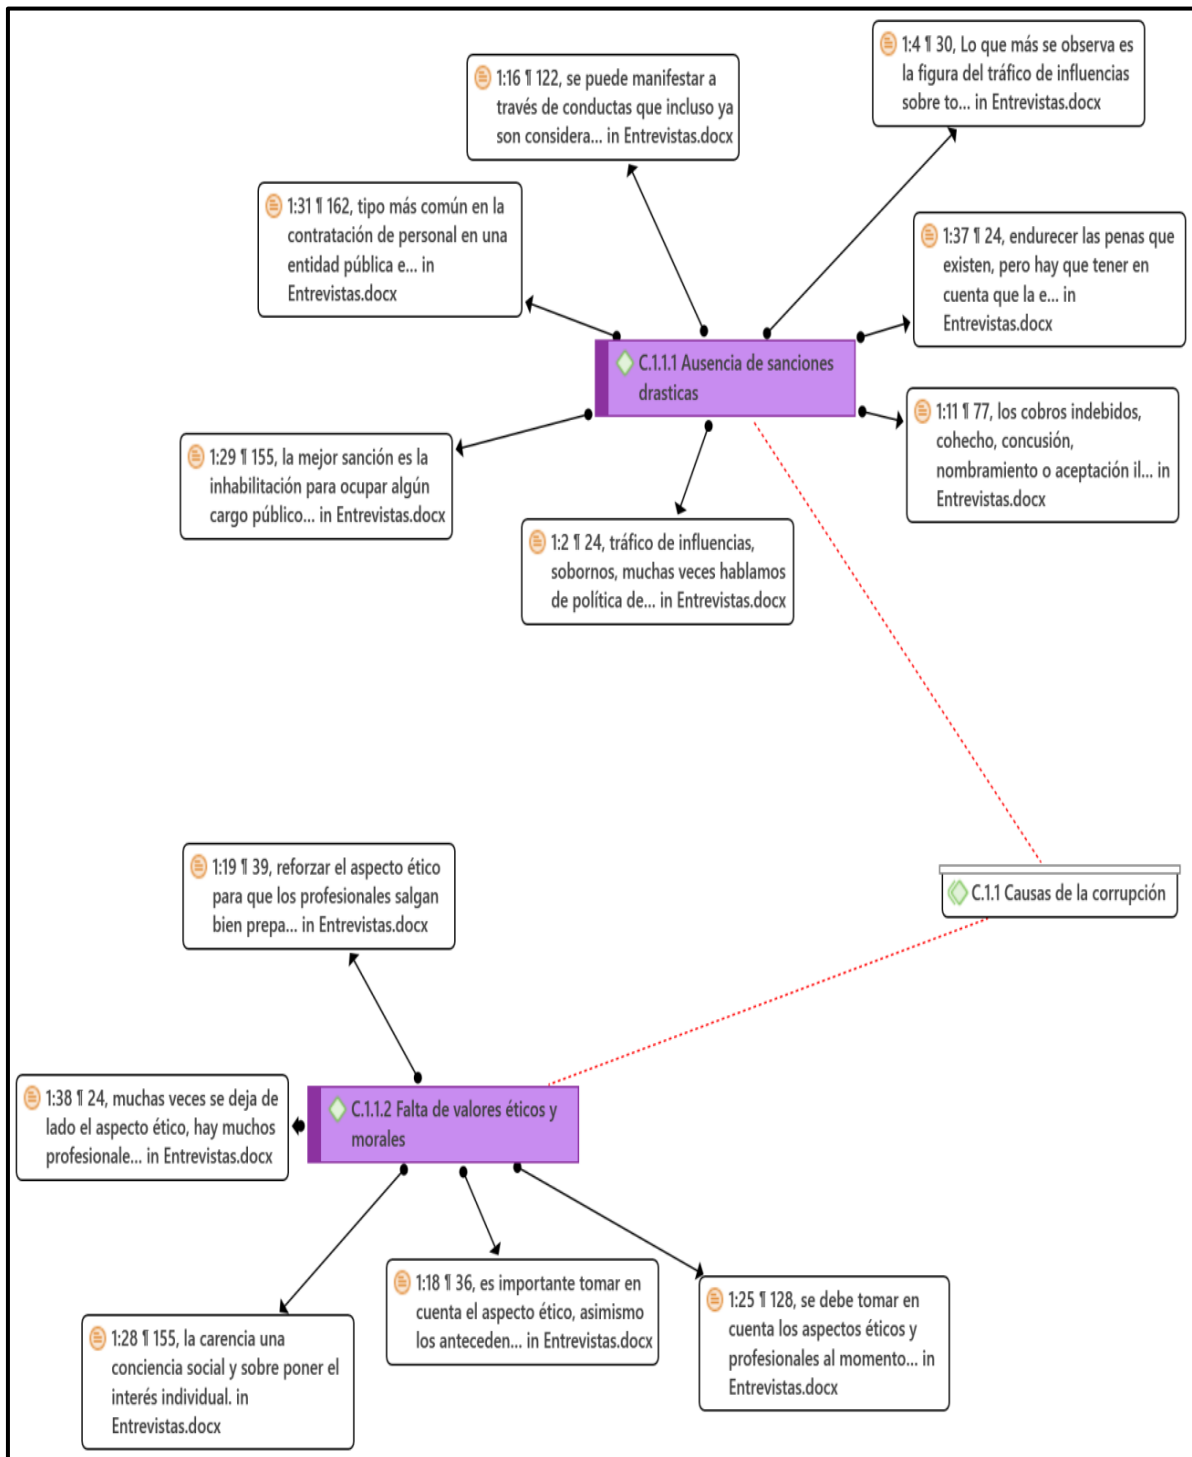 1:4 ¶ 30, Lo que más se observa es
la figura del tráfico de influencias
sobre to... in Entrevistas.docx
1:16 ¶ 122, se puede manifestar a
través de conductas que incluso ya
son considera... in Entrevistas.docx
1:31 ¶ 162, tipo más común en la
contratación de personal en una
entidad pública e... in
Entrevistas.docx
1:37 ¶ 24, endurecer las penas que
existen, pero hay que tener en
cuenta que la e... in
Entrevistas.docx
C.1.1.1 Ausencia de sanciones
drasticas
1:11 ¶ 77, los cobros indebidos,
cohecho, concusión,
nombramiento o aceptación il... in
Entrevistas.docx
1:29 ¶ 155, la mejor sanción es la
inhabilitación para ocupar algún
cargo público... in Entrevistas.docx
1:2 ¶ 24, tráfico de influencias,
sobornos, muchas veces hablamos
de política de... in Entrevistas.docx
1:19 ¶ 39, reforzar el aspecto ético
para que los profesionales salgan
bien prepa... in Entrevistas.docx
C.1.1 Causas de la corrupción
1:38 ¶ 24, muchas veces se deja de
lado el aspecto ético, hay muchos
profesionale... in Entrevistas.docx
C.1.1.2 Falta de valores éticos y
morales
1:18 ¶ 36, es importante tomar en
cuenta el aspecto ético, asimismo
los anteceden... in Entrevistas.docx
1:25 ¶ 128, se debe tomar en
cuenta los aspectos éticos y
profesionales al momento... in
Entrevistas.docx
1:28 ¶ 155, la carencia una
conciencia social y sobre poner el
interés individual. in
Entrevistas.docx